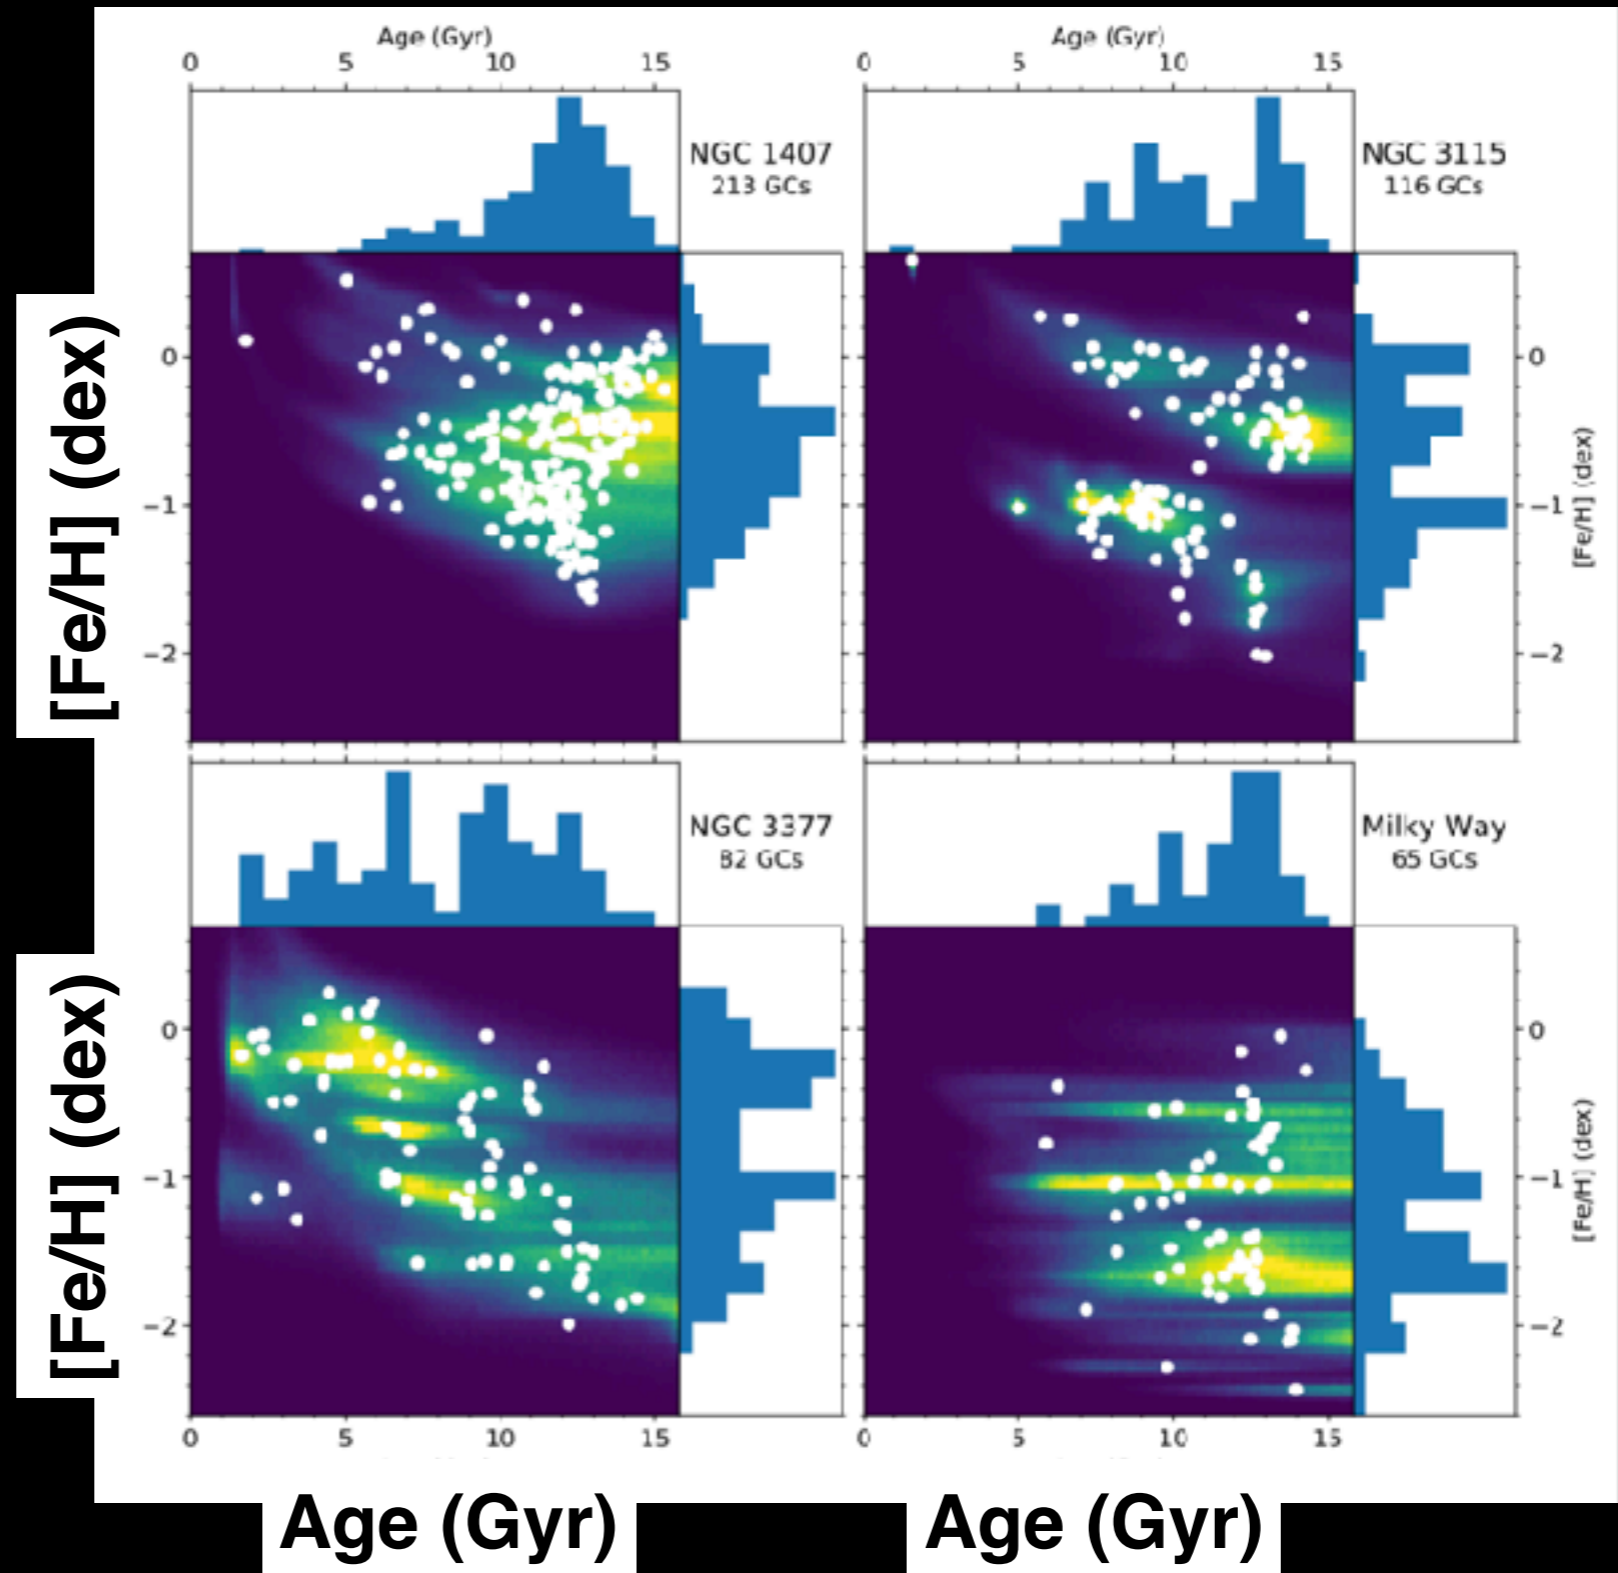 Age (Gyr)
0 5 10 15
Age (Gyr)
0 5 10 15
NGC 1407
213 GCs
NGC 3115
116 GCs
[Fe/H] (dex)
0
−1
−2
0
−1
−2
[Fe/H] (dex)
NGC 3377
82 GCs
Milky Way
65 GCs
[Fe/H] (dex)
0
−1
−2
0
−1
−2
[Fe/H] (dex)
0 5 10 15
0 5 10 15
Age (Gyr)
Age (Gyr)